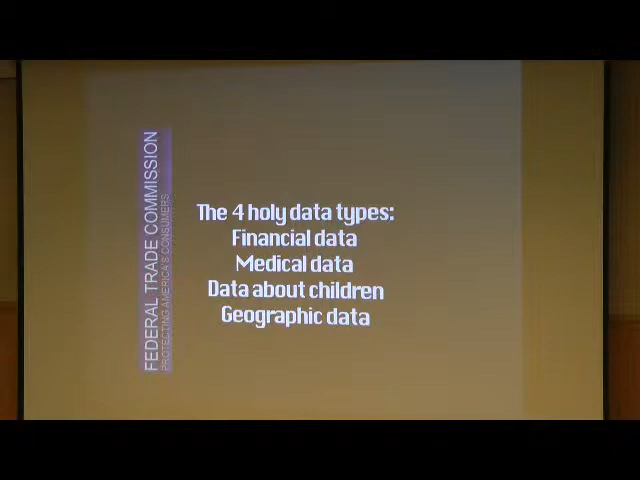 FEDERAL TRADE COMMISSION
PROTECTING AMERICA'S CONSUMERS
The 4 holy data types:
Financial data
Medical data
Data about children
Geographic data